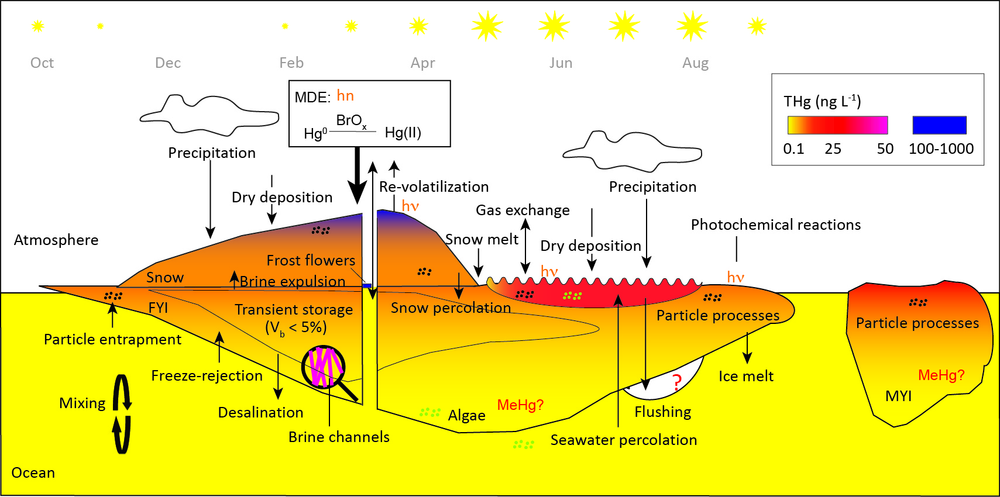 Oct
Dec
Feb
Apr
Jun
Aug
MDE: hn
BrOx
Hg0
Hg(II)
THg (ng L-1)
0.1
25
50
100-1000
Precipitation
Dry deposition
Re-volatilization
hν
Precipitation
Gas exchange
Photochemical reactions
Atmosphere
Snow melt
Dry deposition
Frost flowers
hν
hν
Snow
Brine expulsion
FYI
Transient storage
(Vb < 5%)
Snow percolation
Particle processes
Particle processes
Particle entrapment
Freeze-rejection
Ice melt
MeHg?
?
Mixing
Desalination
MeHg?
Algae
Flushing
MYI
Brine channels
Seawater percolation
Ocean